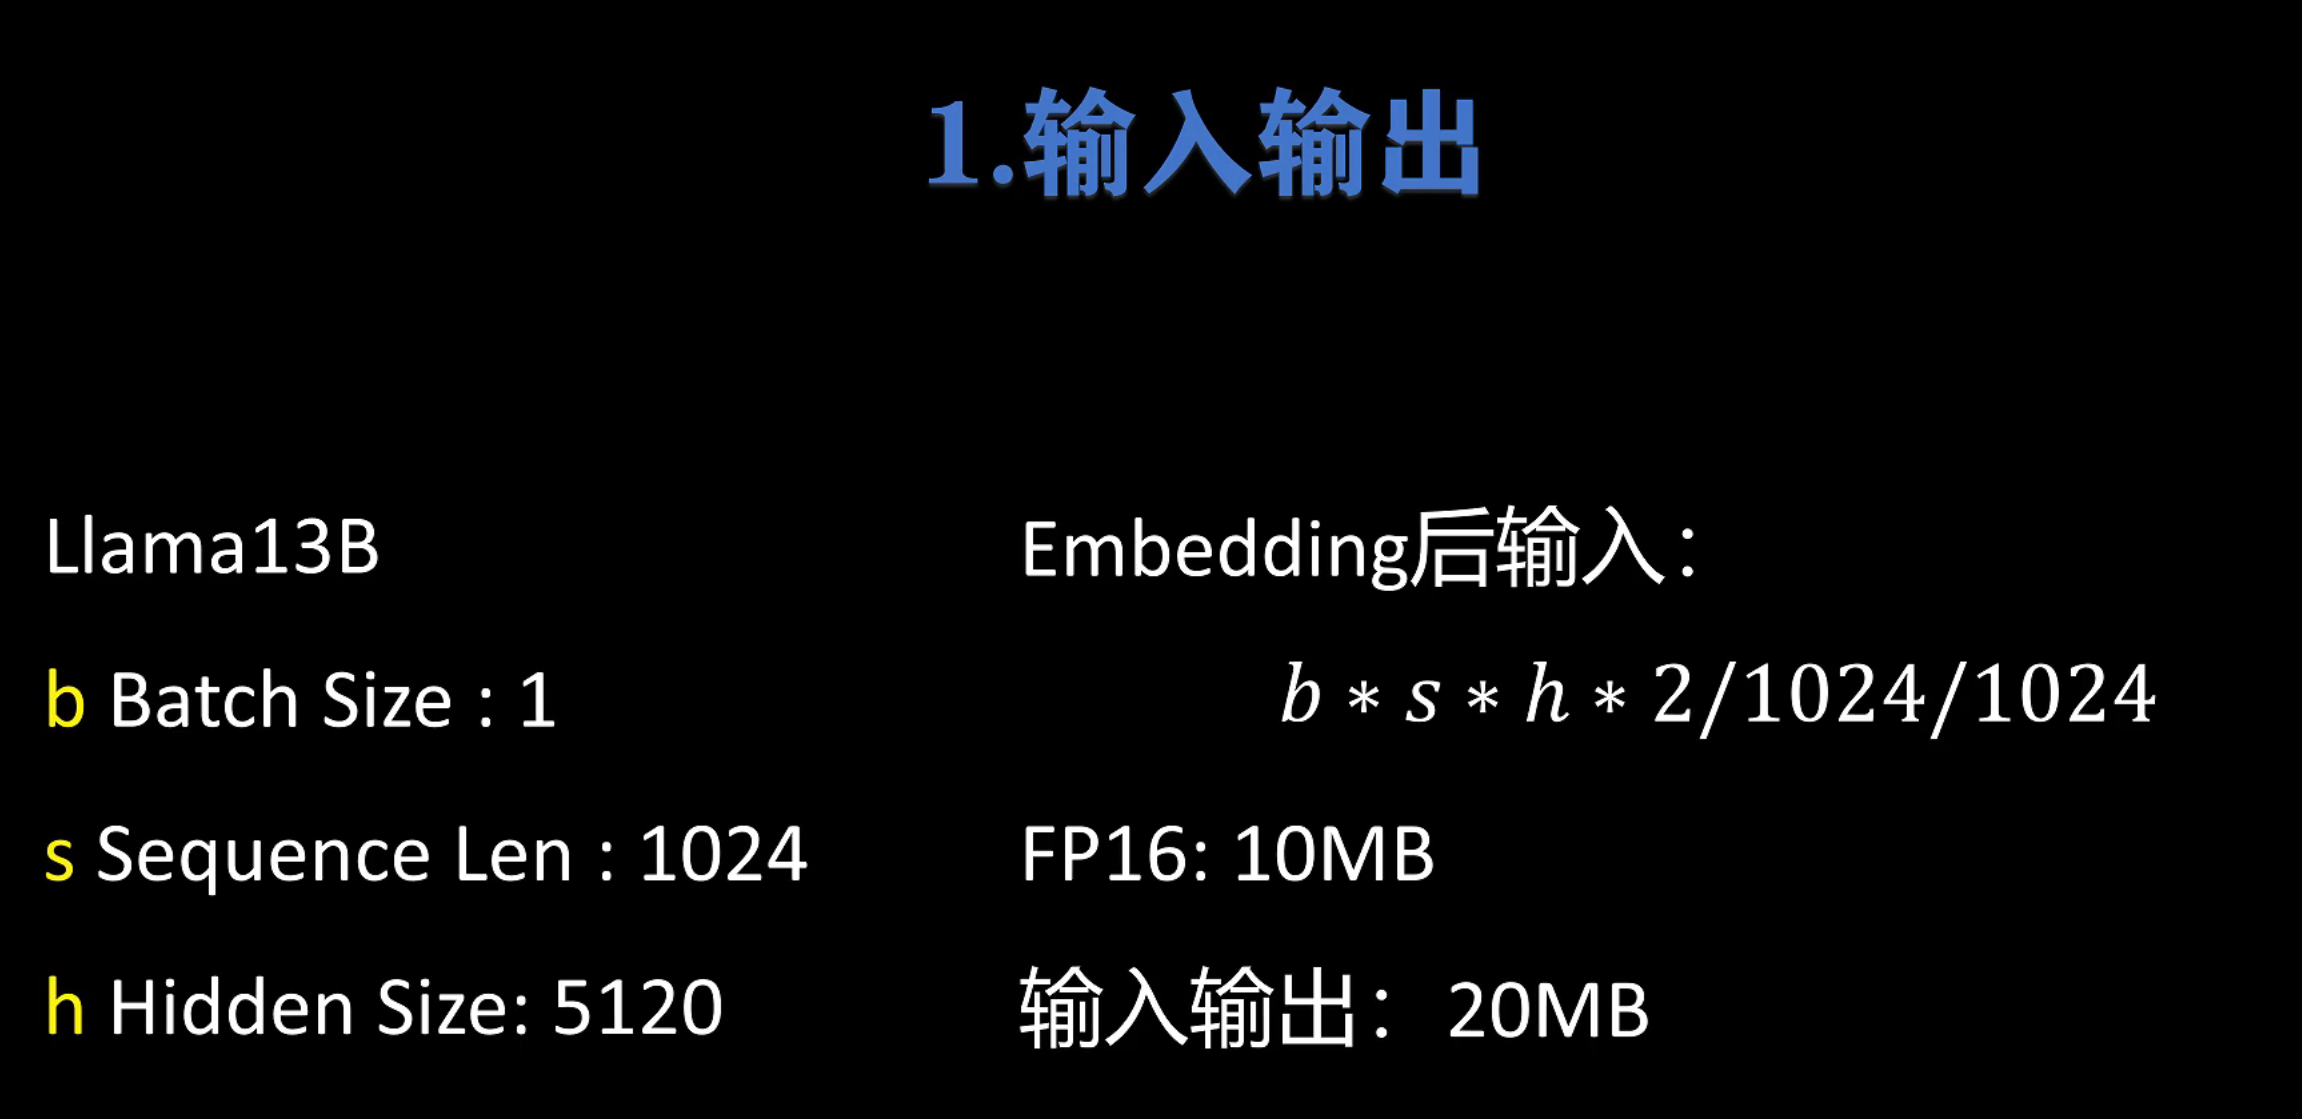 1.输入输出
Llama13B
b Batch Size : 1
s Sequence Len : 1024
h Hidden Size: 5120
Embedding后输入：
b ∗ s ∗ h ∗ 2/1024/1024
FP16: 10MB
输入输出： 20MB